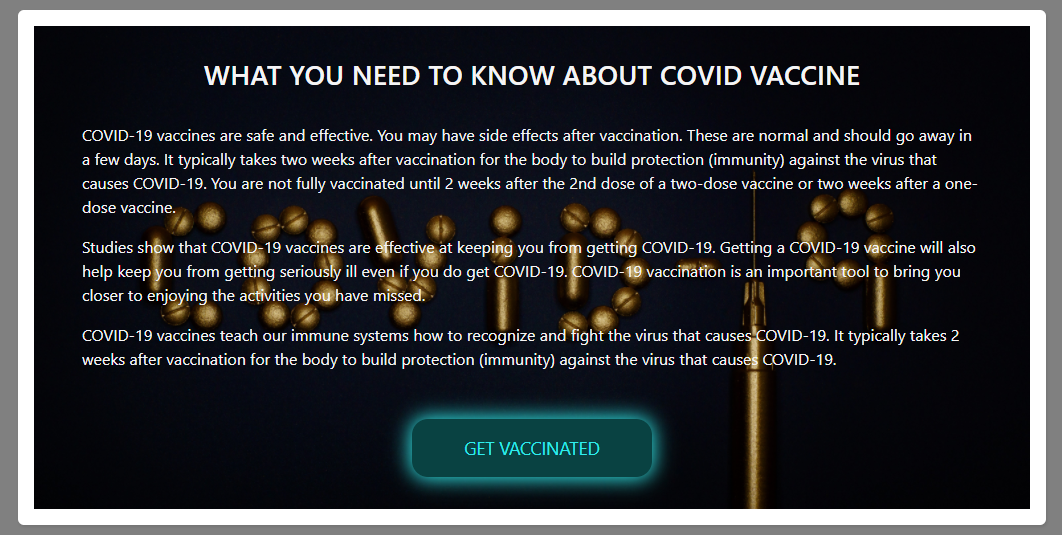 WHAT YOU NEED TO KNOW ABOUT COVID VACCINE
COVID-19 vaccines are safe and effective. You may have side effects after vaccination. These are normal and should go away in
a few days. It typically takes two weeks after vaccination for the body to build protection (immunity) against the virus that
causes COVID-19. You are not fully vaccinated until 2 weeks after the 2nd dose of a two-dose vaccine or two weeks after a one-
dose vaccine.
COVID-19
Studies show that COVID-19 vaccines are effective at keeping you from getting COVID-19. Getting a COVID-19 vaccine will also
help keep you from getting seriously ill even if you do get COVID-19. COVID-19 vaccination is an important tool to bring you
closer to enjoying the activities you have missed.
COVID-19 vaccines teach our immune systems how to recognize and fight the virus that causes COVID-19. It typically takes 2
weeks after vaccination for the body to build protection (immunity) against the virus that causes COVID-19.
GET VACCINATED